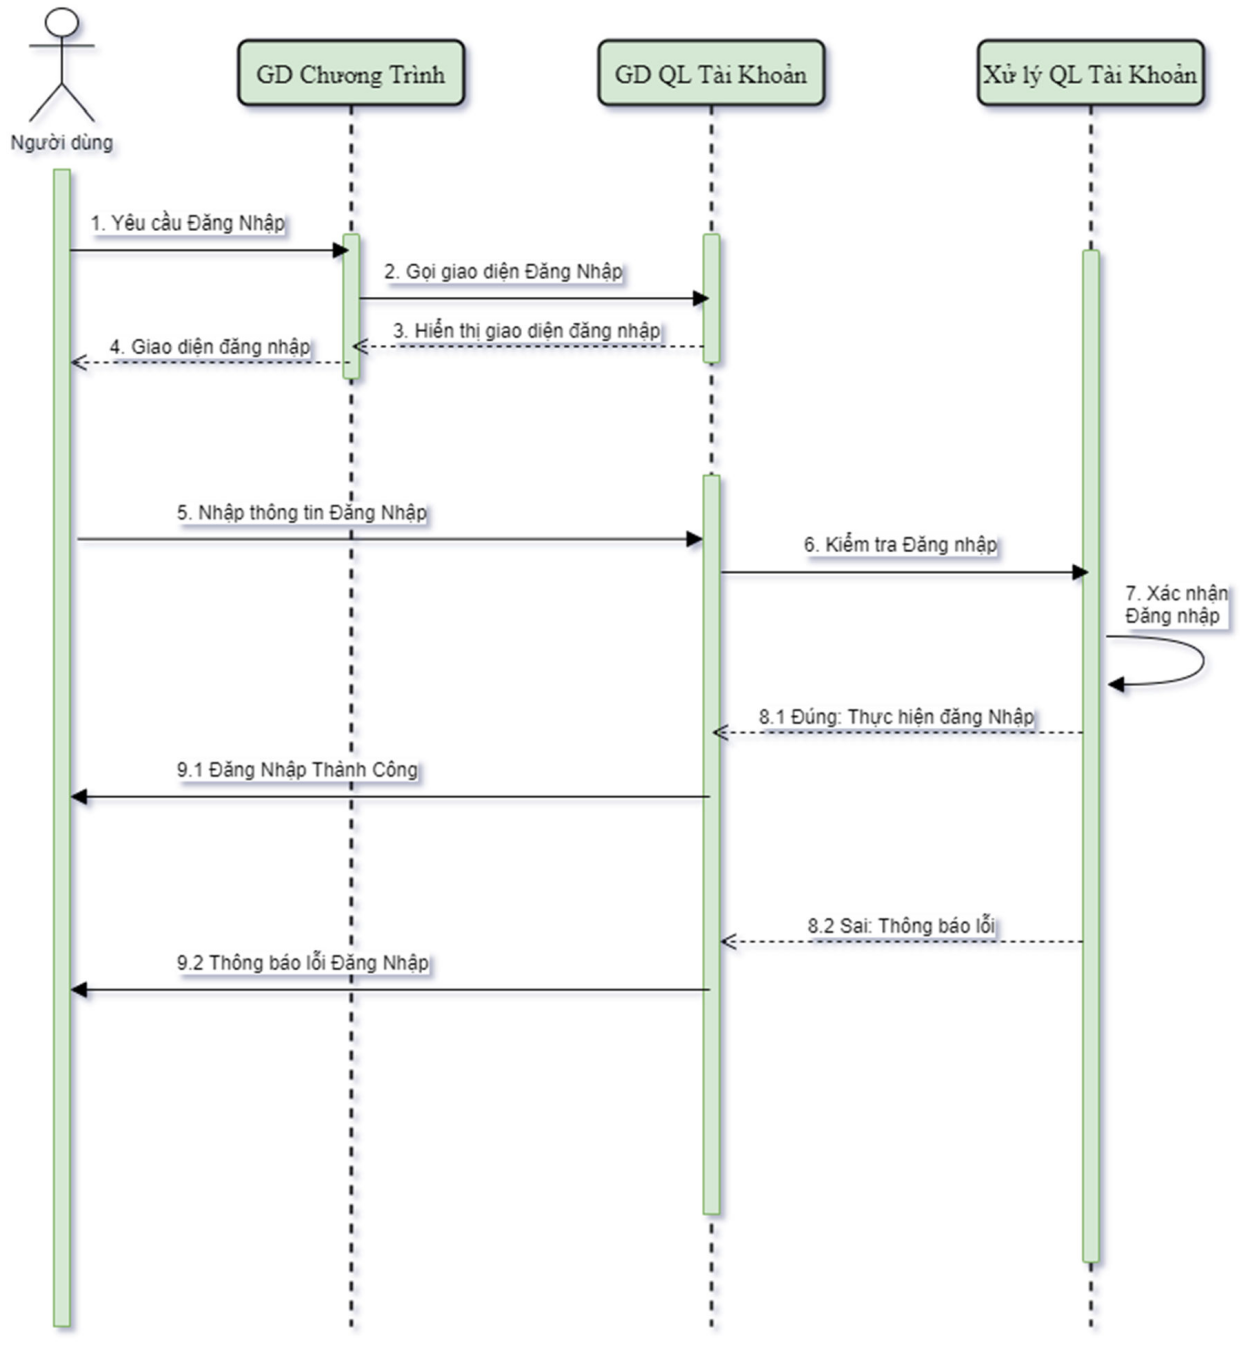 Người dùng
GD Chương Trình
GD QL Tài Khoản
Xử lý QL Tài Khoản
1. Yêu cầu Đăng Nhập
2. Gọi giao diện Đăng Nhập
3. Hiển thị giao diện đăng nhập
4. Giao diện đăng nhập
5. Nhập thông tin Đăng Nhập
6. Kiểm tra Đăng nhập
7. Xác nhận
Đăng nhập
8.1 Đúng: Thực hiện đăng Nhập
9.1 Đăng Nhập Thành Công
8.2 Sai: Thông báo lỗi
9.2 Thông báo lỗi Đăng Nhập